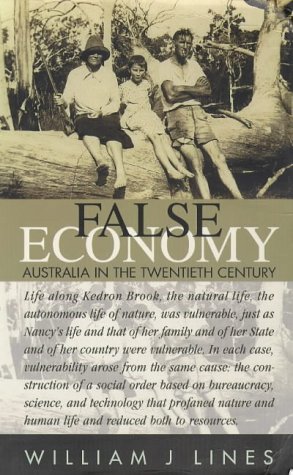 FALSE
ECONOMY
AUSTRALIA IN THE TWENTIETH CENTURY
Life along Kedron Brook, the natural life, the
autonomous life of nature, was vulnerable, just as
Nancy's life and that of her family and of her State
and of her country were vulnerable. In each case,
vulnerability arose from the same cause: the con-
struction of a social order based on bureaucracy,
science, and technology that profaned nature and
human life and reduced both to resources.
WILLIAM J LINES